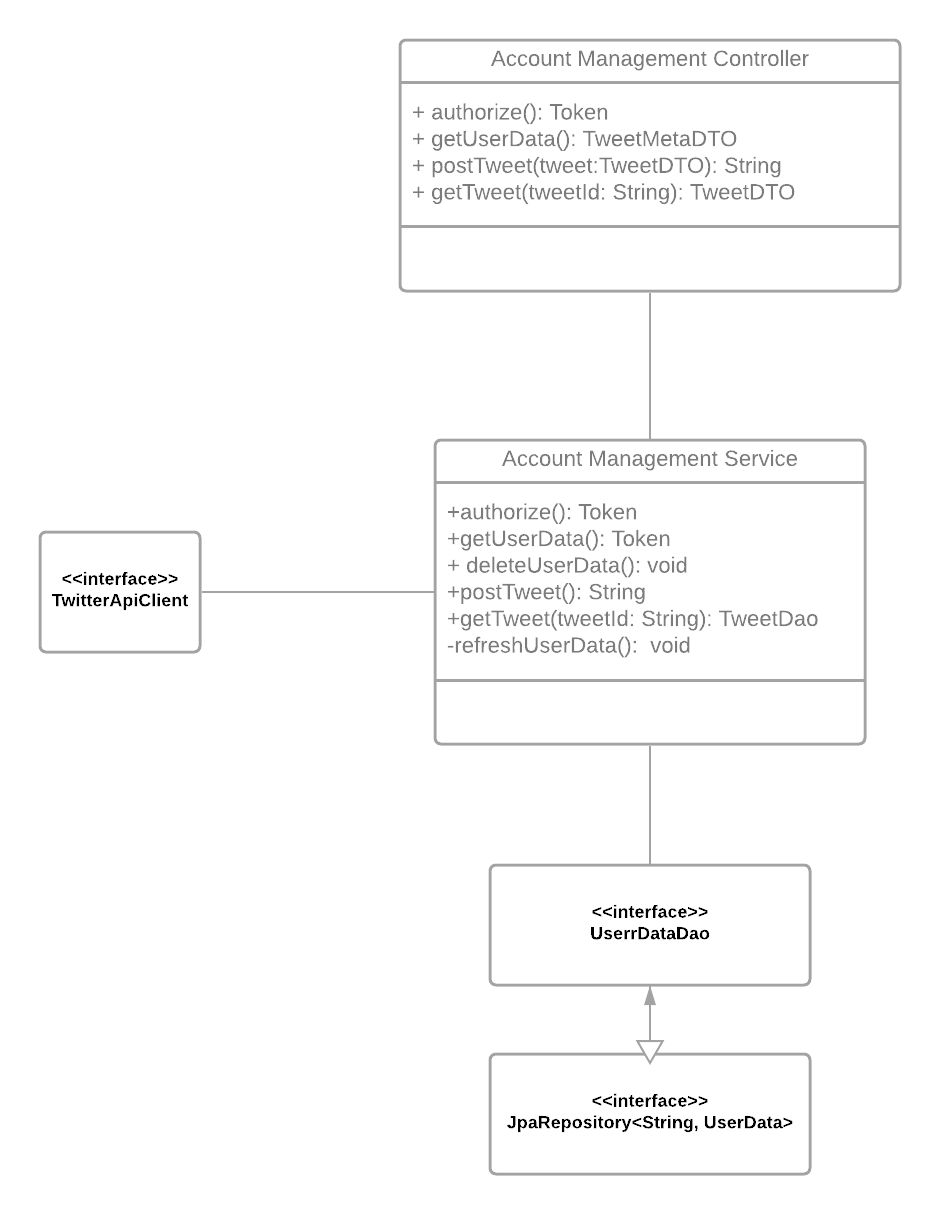 Account Management Controller
+ authorize(): Token
+ getUserData(): TweetMetaDTO
+ postTweet(tweet:TweetDTO): String
+ getTweet(tweetId: String): TweetDTO
Account Management Service
+authorize(): Token
+getUserData(): Token
+ deleteUserData(): void
+postTweet(): String
+getTweet(tweetId: String): TweetDao
-refreshUserData():  void
<<interface>>
TwitterApiClient
<<interface>>
UserrDataDao
<<interface>>
JpaRepository<String, UserData>